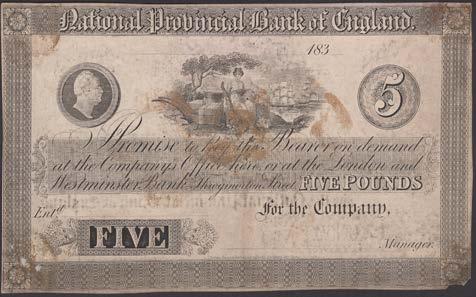 National Provincial Bank of England.
183
5
I Promise to Pay the Bearer on demand
at the Company's Office here, or at the London and
Westminster Bank Throgmorton Street FIVE POUNDS
Ent.d
For the Company,
FIVE
Manager.